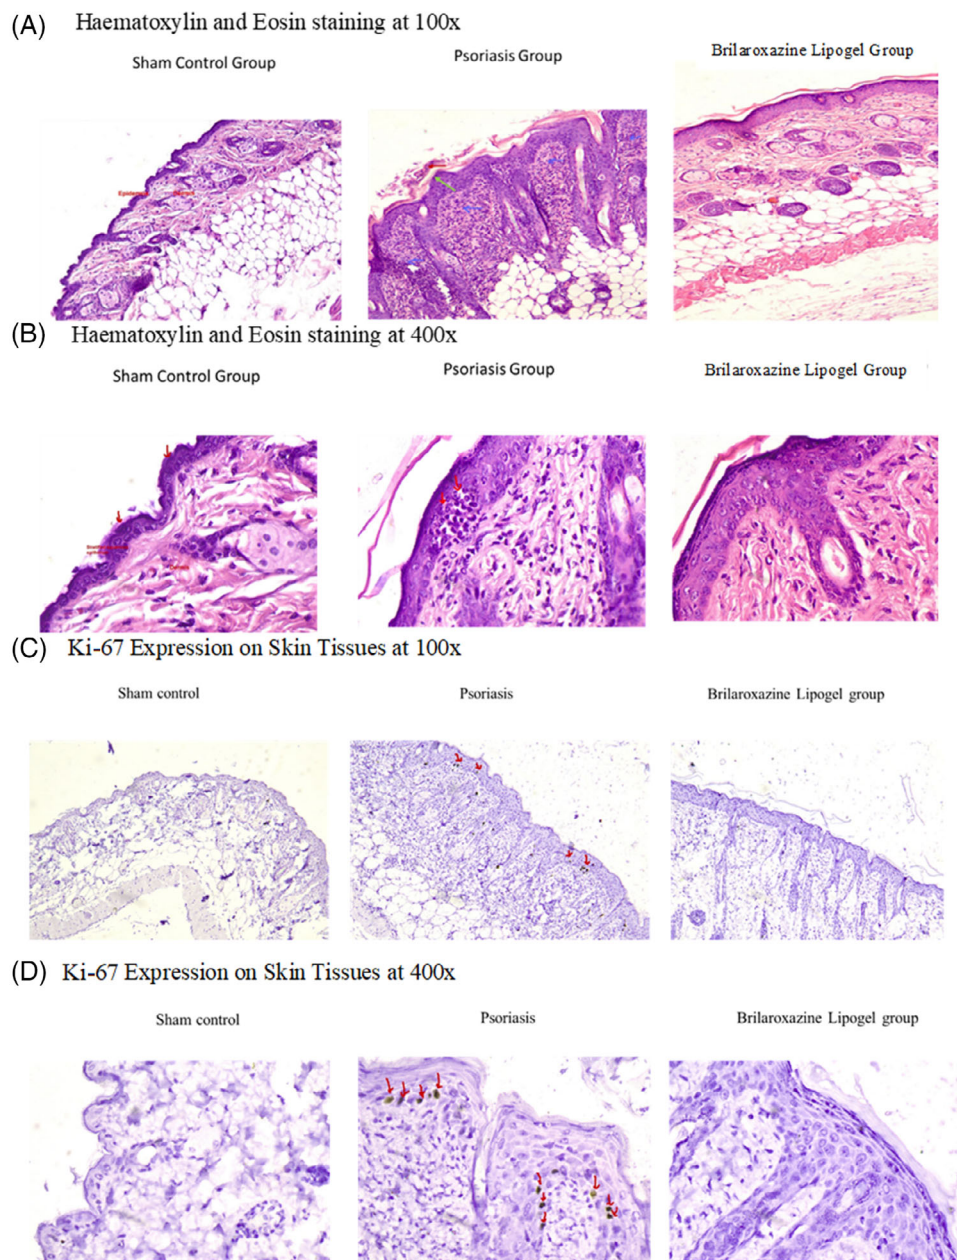 (A) Haematoxylin and Eosin staining at 100x
Sham Control Group
Psoriasis Group
Brilaroxazine Lipogel Group
(B) Haematoxylin and Eosin staining at 400x
Sham Control Group
Psoriasis Group
Brilaroxazine Lipogel Group
(C) Ki-67 Expression on Skin Tissues at 100x
Sham control
Psoriasis
Brilaroxazine Lipogel group
(D) Ki-67 Expression on Skin Tissues at 400x
Sham control
Psoriasis
Brilaroxazine Lipogel group